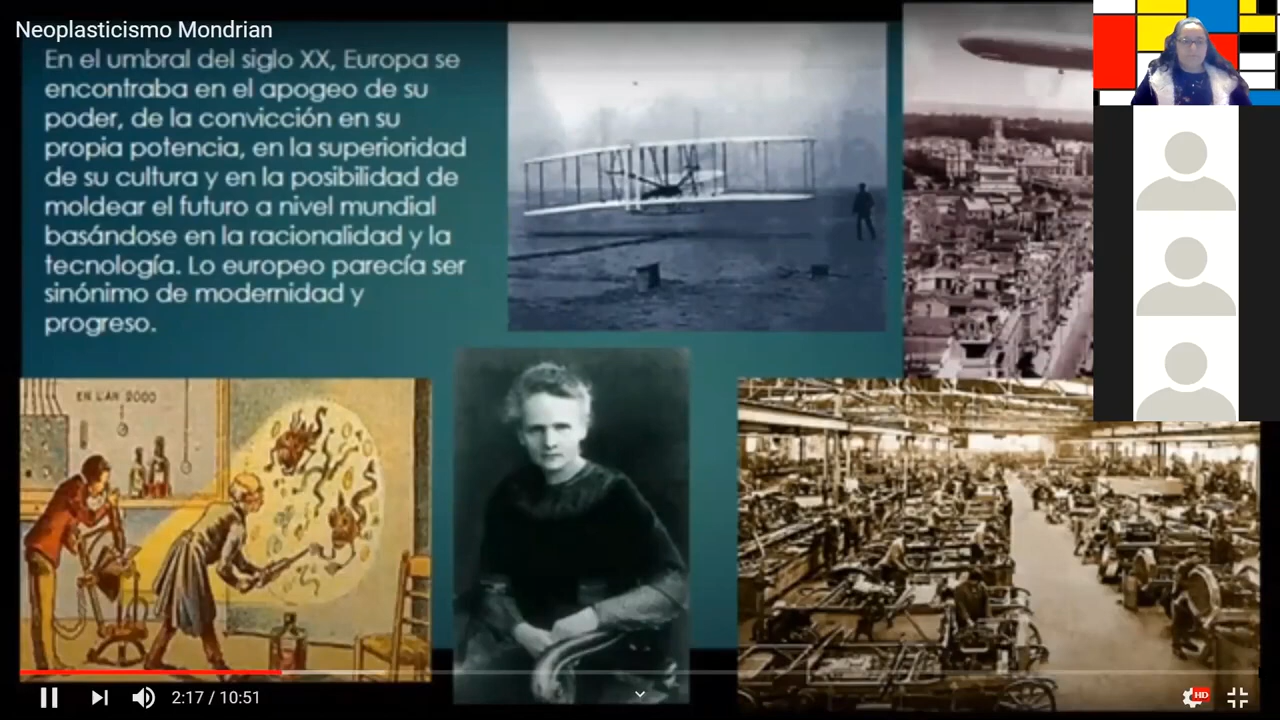 Neoplasticismo Mondrian
En el umbral del siglo XX, Europa se
encontraba en el apogeo de su
poder, de la convicción en su
propia potencia, en la superioridad
de su cultura y en la posibilidad de
moldear el futuro a nivel mundial
basándose en la racionalidad y la
tecnología. Lo europeo parecía ser
sinónimo de modernidad y
progreso.
EN L'AN 2000
2:17 / 10:51
HD